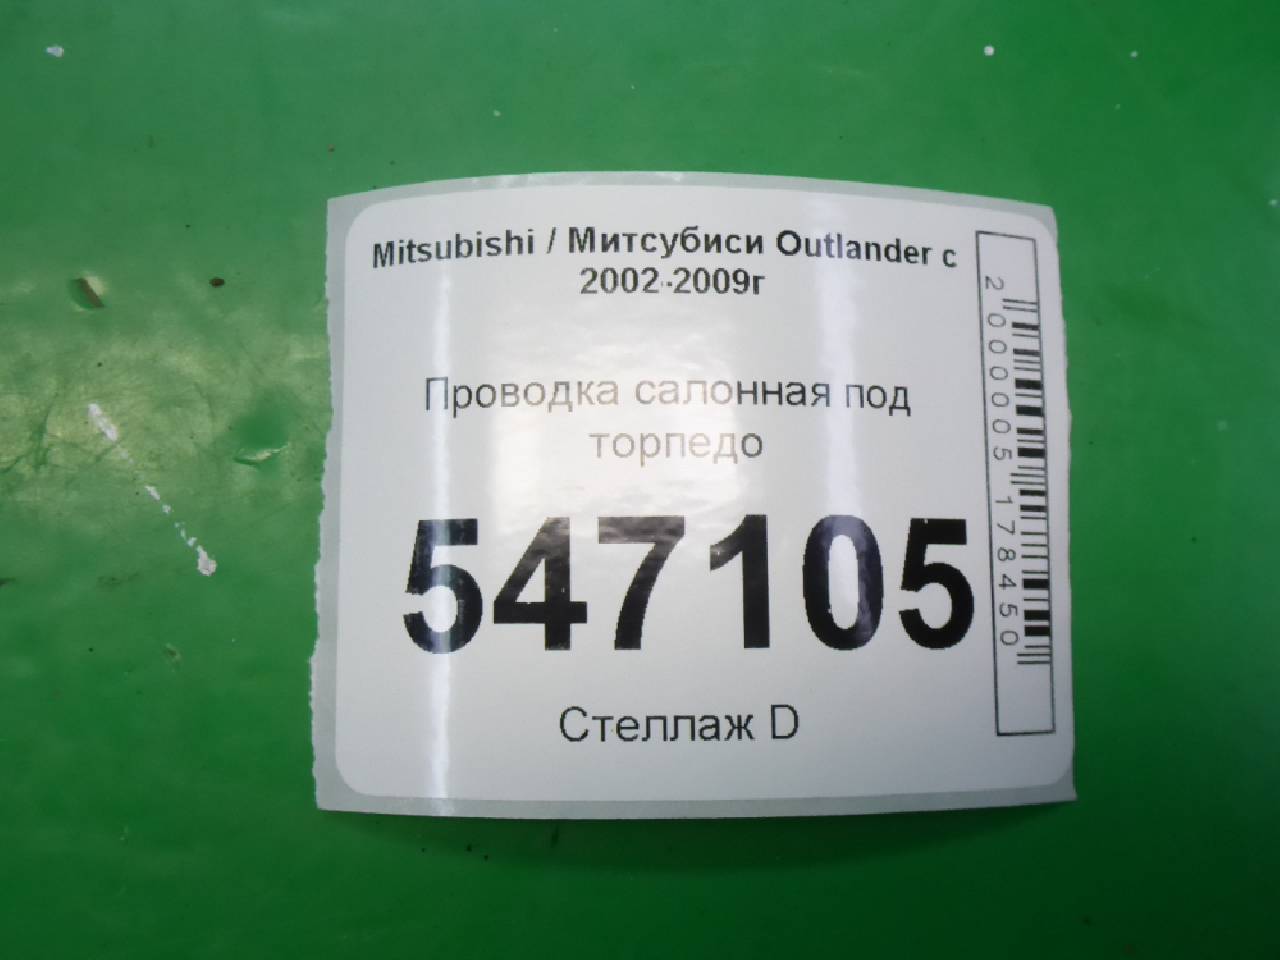 Mitsubishi / Митсубиси Outlander с
2002-2009г
Проводка салонная под
торпедо
547105
Стеллаж D
2000005178450